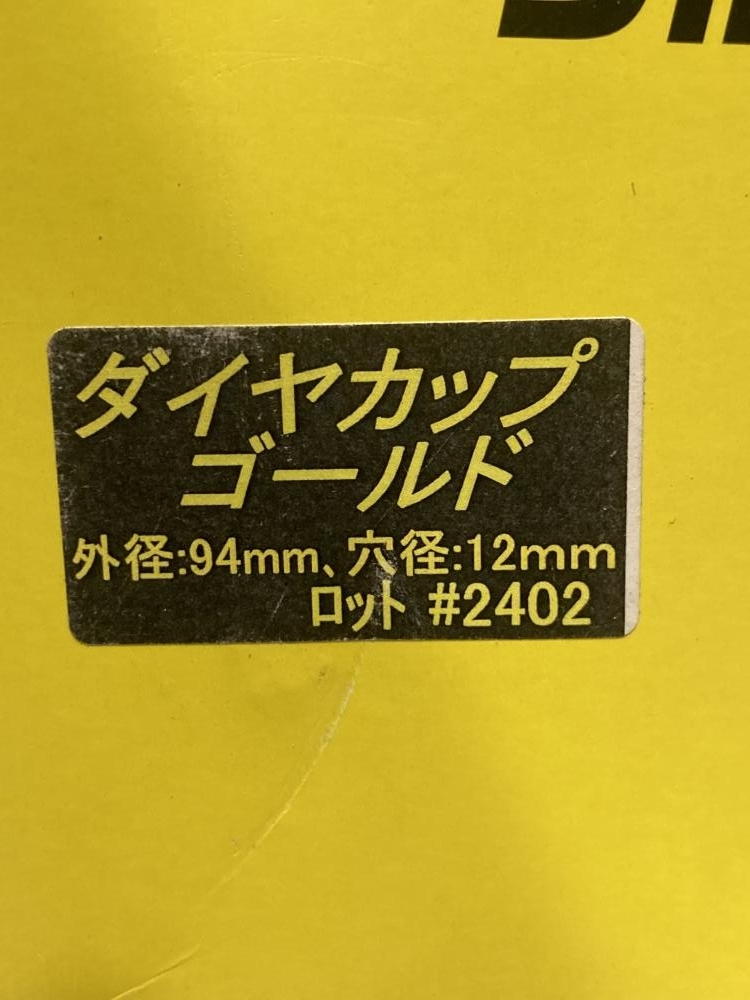 ダイヤカップ
ゴールド
外径:94mm、穴径:12mm
ロット #2402